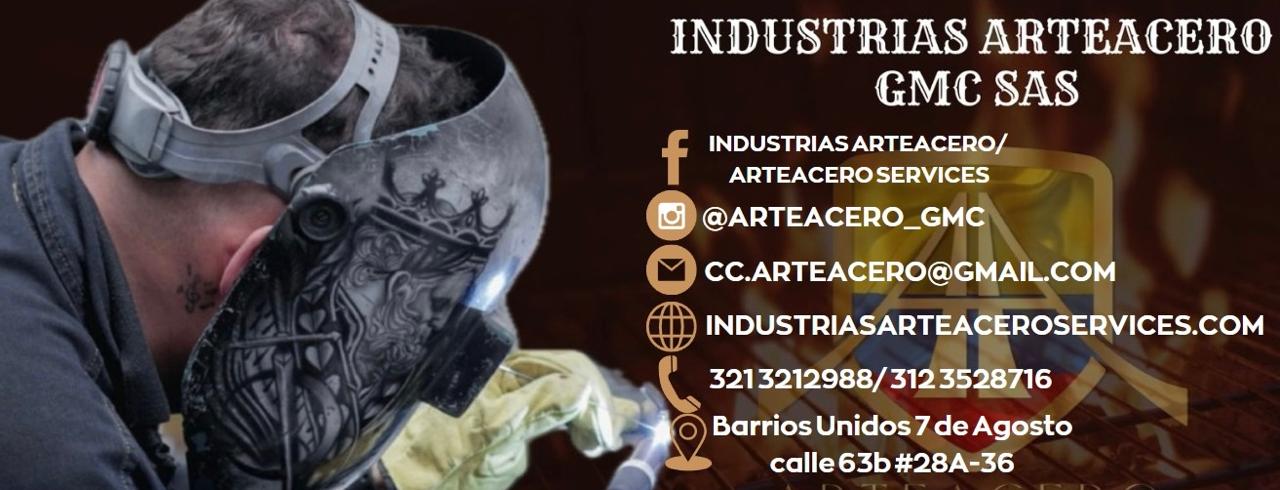 INDUSTRIAS ARTEACERO
GMC SAS
INDUSTRIAS ARTEACERO/
ARTEACERO SERVICES
@ARTEACERO_GMC
CC.ARTEACERO@GMAIL.COM
INDUSTRIASARTEACEROSERVICES.COM
321 3212988/ 312 3528716
Barrios Unidos 7 de Agosto
calle 63b #28A-36
ARTEACERO